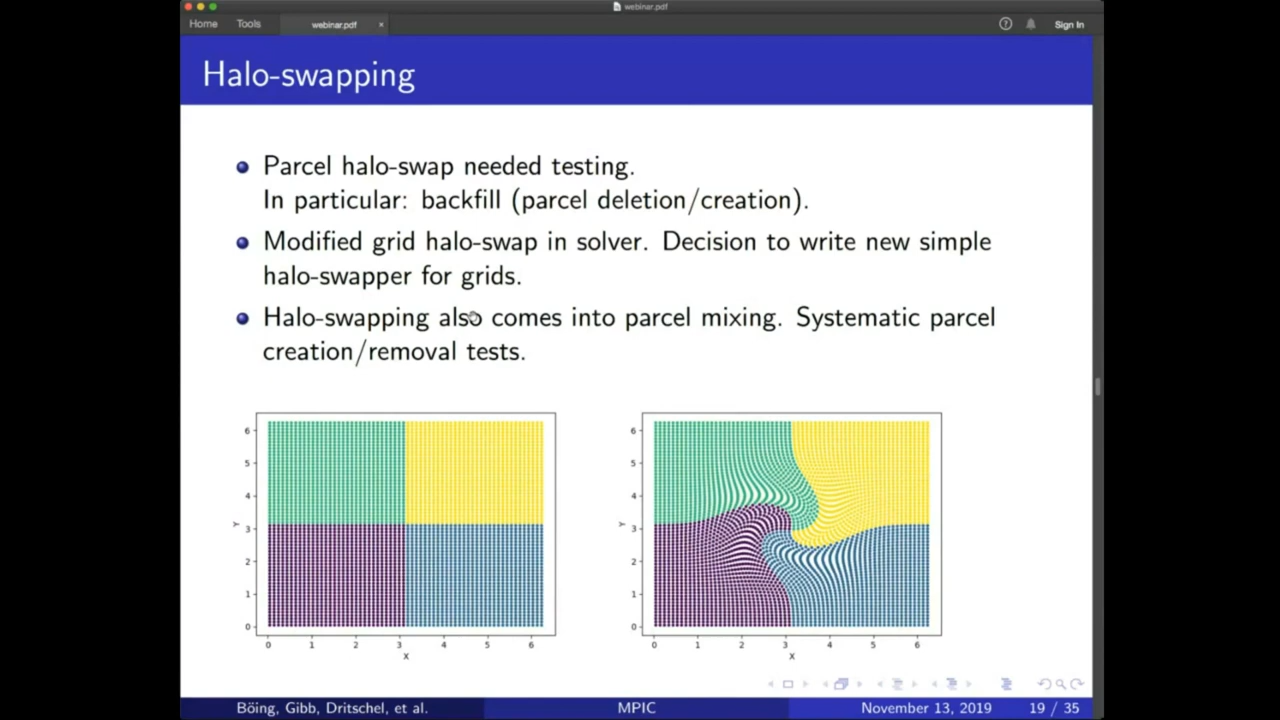 webinar.pdf
Home Tools webinar.pdf × Sign In
Halo-swapping
Parcel halo-swap needed testing.
In particular: backfill (parcel deletion/creation).
Modified grid halo-swap in solver. Decision to write new simple
halo-swapper for grids.
Halo-swapping also comes into parcel mixing. Systematic parcel
creation/removal tests.
6
5
4
3
2
1
0
Y
0 1 2 3 4 5 6
X
6
5
4
3
2
1
0
Y
0 1 2 3 4 5 6
X
Böing, Gibb, Dritschel, et al. MPIC November 13, 2019 19 / 35